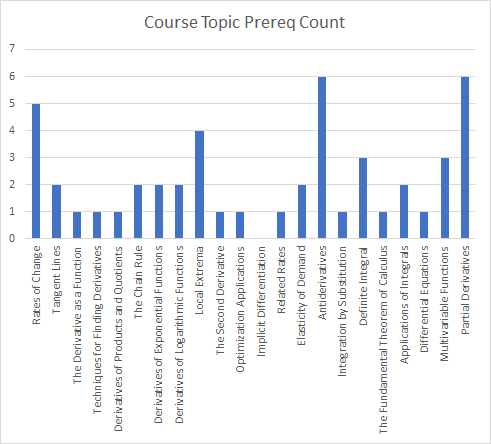 Course Topic Prereq Count
7
6
5
4
3
2
1
0
Rates of Change
Tangent Lines
The Derivative as a Function
Techniques for Finding Derivatives
Derivatives of Products and Quotients
The Chain Rule
Derivatives of Exponential Functions
Derivatives of Logarithmic Functions
Local Extrema
The Second Derivative
Optimization Applications
Implicit Differentiation
Related Rates
Elasticity of Demand
Antiderivatives
Integration by Substitution
Definite Integral
The Fundamental Theorem of Calculus
Applications of Integrals
Differential Equations
Multivariable Functions
Partial Derivatives